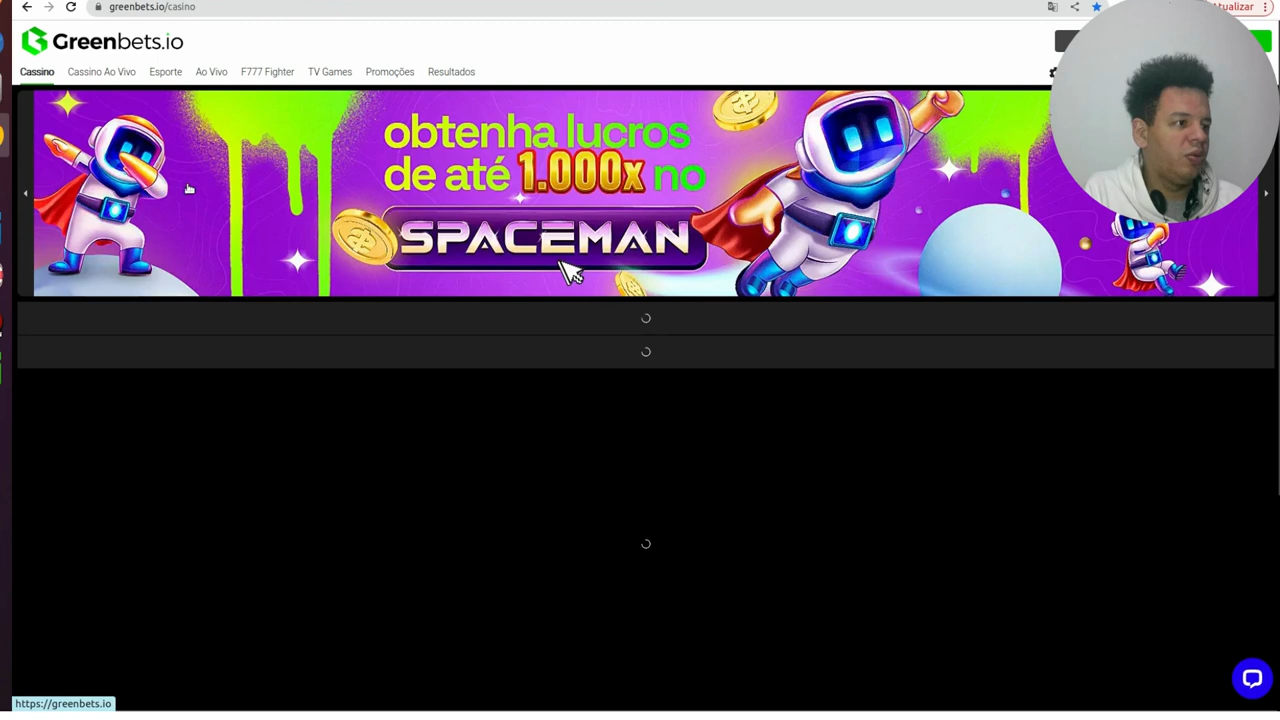 greenbets.io/casino
tualizar
Greenbets.io
Cassino Cassino Ao Vivo Esporte Ao Vivo F777 Fighter TV Games Promoções Resultados
obtenha lucros
de até 1.000x no
SPACEMAN
https://greenbets.io